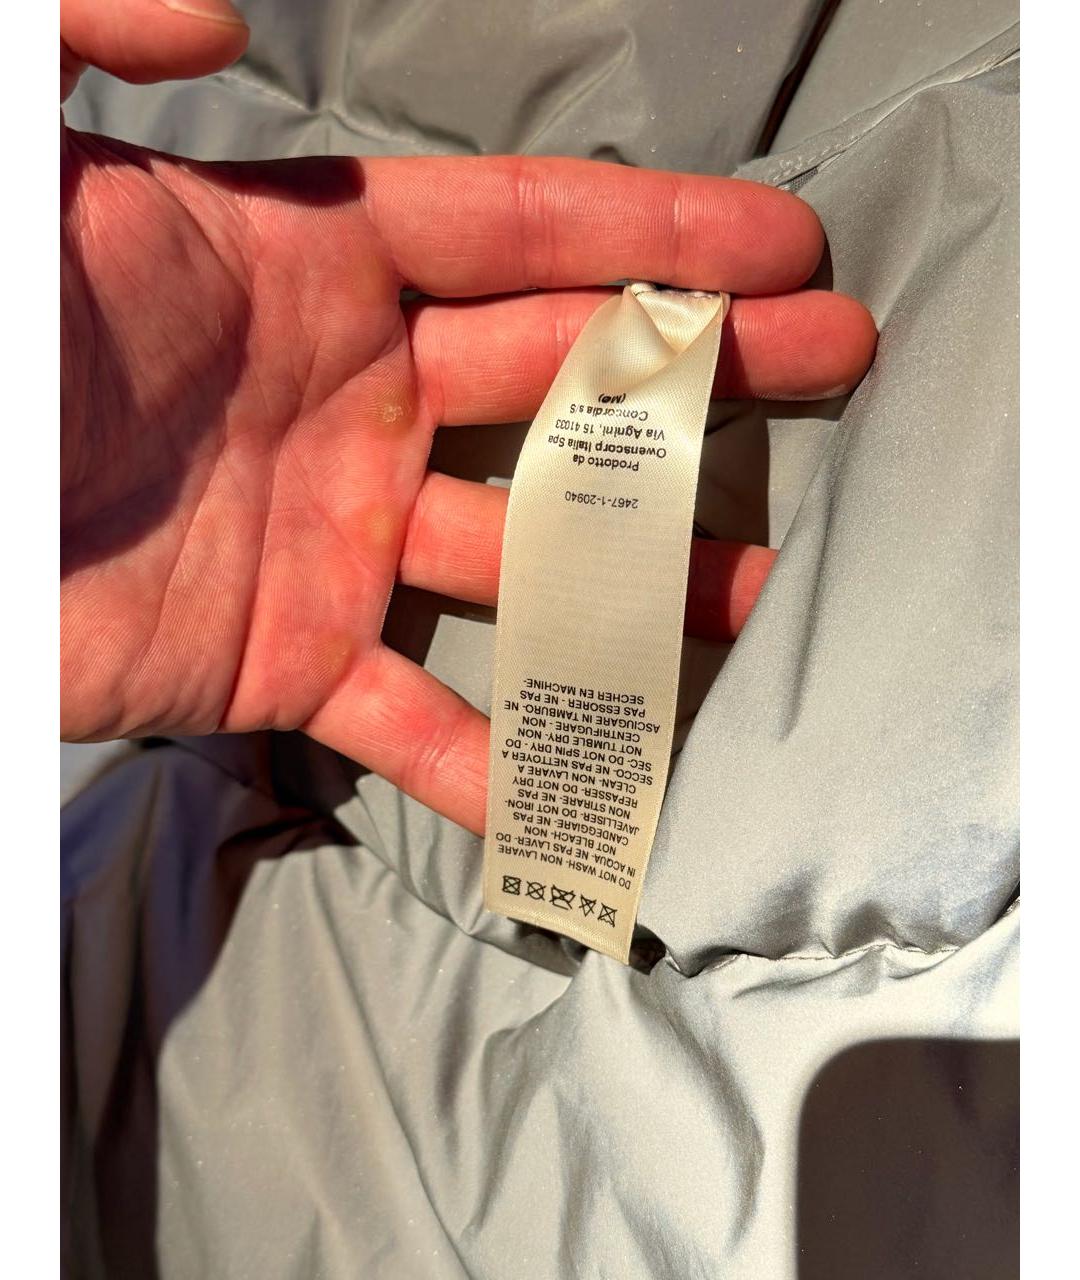 DO NOT WASH- NON LAVARE
IN ACQUA- NE PAS LAVER- DO
NOT BLEACH- NON
CANDEGGIARE- NE PAS
JAVELLISER- DO NOT IRON-
NON STIRARE- NE PAS
REPASSER- DO NOT DRY
CLEAN- NON LAVARE A
SECCO- NE PAS NETTOYER A
SEC- DO NOT SPIN DRY - DO
NOT TUMBLE DRY- NON
CENTRIFUGARE - NON
ASCIUGARE IN TAMBURO- NE
PAS ESSORER - NE PAS
SECHER EN MACHINE-
2467-1-20940
Prodotto da
Owenscorp Italia Spa
Via Agnini, 15 41033
Concordia s/S
(MO)